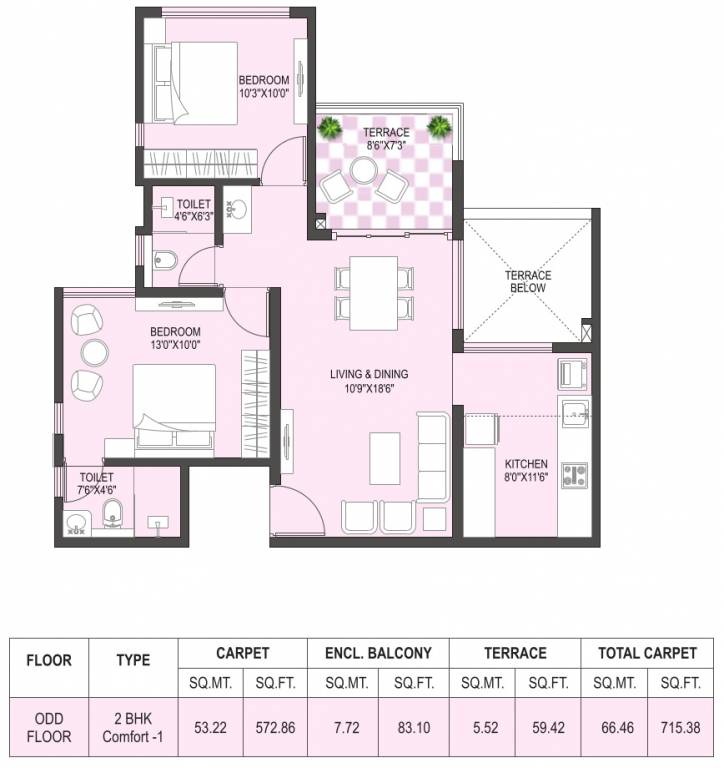 BEDROOM
10'3"X10'0"
TERRACE
8'6"X7'3"
TOILET
4'6"X6'3"
TERRACE
BELOW
BEDROOM
13'0"X10'0"
LIVING & DINING
10'9"X18'6"
KITCHEN
8'0"X11'6"
TOILET
7'6"X4'6"
FLOOR TYPE CARPET ENCL. BALCONY TERRACE TOTAL CARPET
SQ.MT. SQ.FT. SQ.MT. SQ.FT. SQ.MT. SQ.FT. SQ.MT. SQ.FT.
ODD FLOOR 2 BHK Comfort -1 53.22 572.86 7.72 83.10 5.52 59.42 66.46 715.38